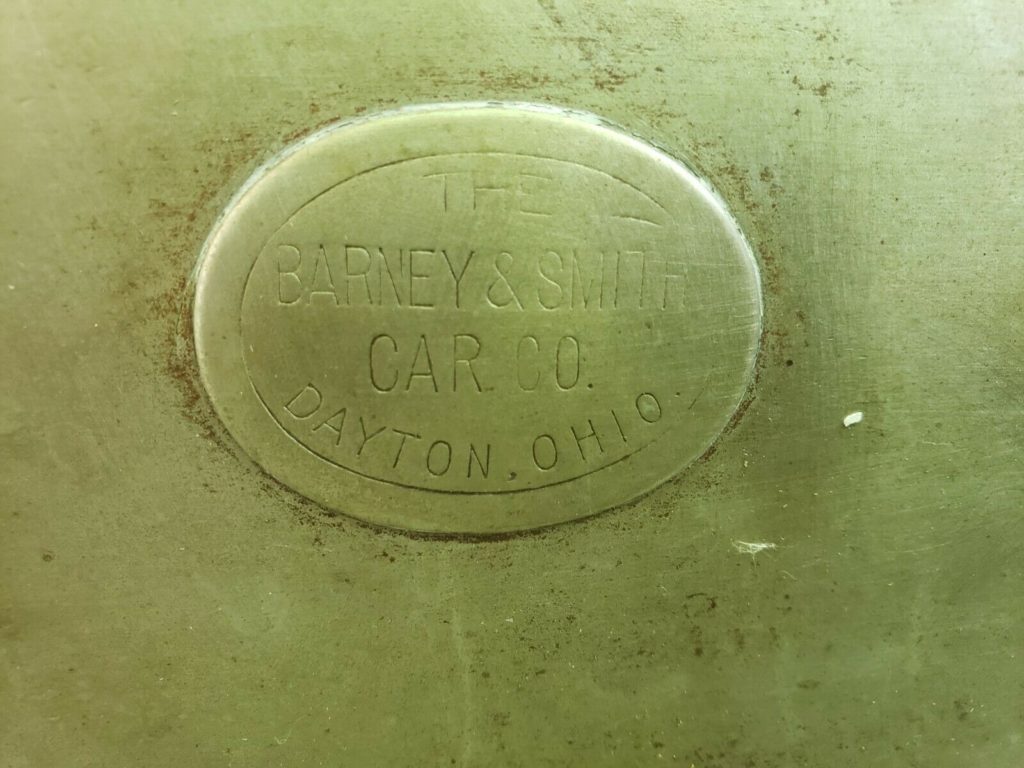 THE
BARNEY & SMITH
CAR. CO.
DAYTON, OHIO.